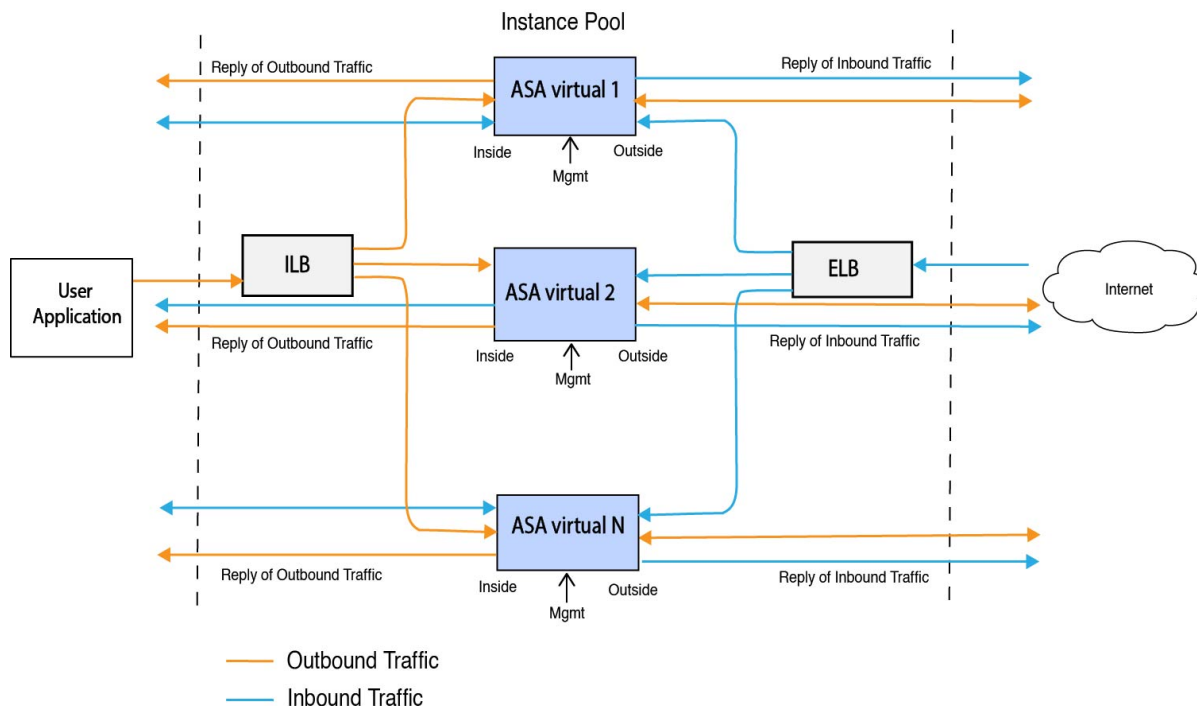 Instance Pool
Reply of Outbound Traffic
ASA virtual 1
Reply of Inbound Traffic
Inside
Outside
Mgmt
User
Application
ILB
ASA virtual 2
ELB
Internet
Reply of Outbound Traffic
Inside
Outside
Reply of Inbound Traffic
Mgmt
ASA virtual N
Reply of Outbound Traffic
Inside
Outside
Reply of Inbound Traffic
Mgmt
Outbound Traffic
Inbound Traffic